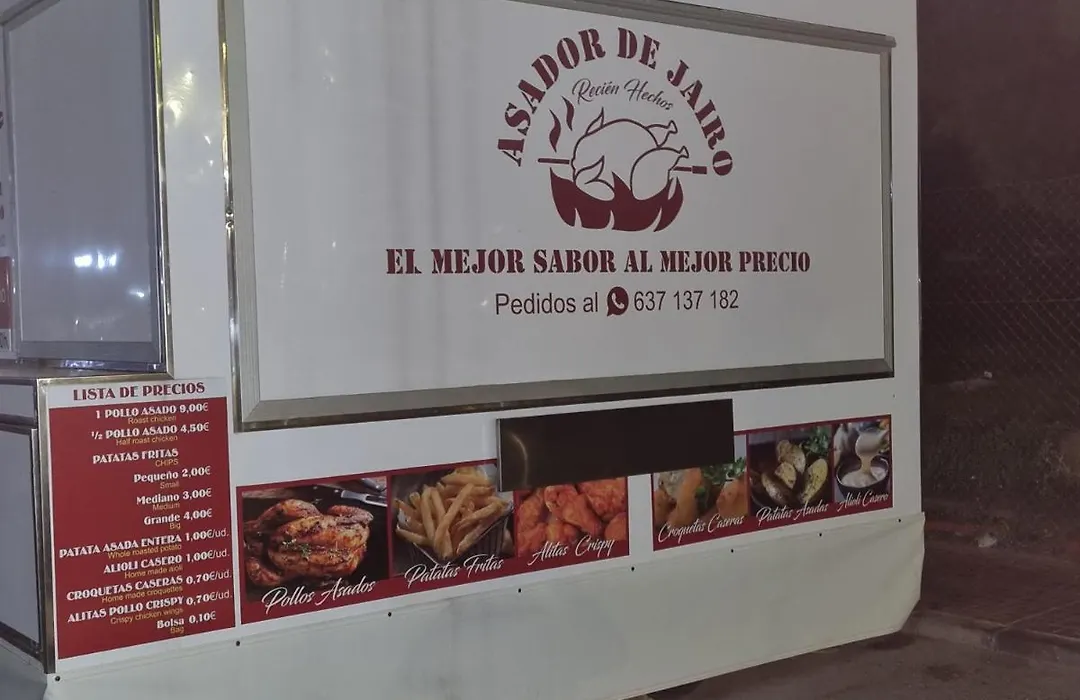 ASADOR DE JAIRO
Recién Hechos
EL MEJOR SABOR AL MEJOR PRECIO
Pedidos al 637 137 182
LISTA DE PRECIOS
1 POLLO ASADO 9,00€
Roast chicken
½ POLLO ASADO 4,50€
Half roast chicken
PATATAS FRITAS
CHIPS
Pequeño 2,00€
Small
Mediano 3,00€
Medium
Grande 4,00€
Big
PATATA ASADA ENTERA 1,00€/ud.
Whole roasted potato
ALIOLI CASERO 1,00€/ud.
Home made aioli
CROQUETAS CASERAS 0,70€/ud.
Home made croquettes
ALITAS POLLO CRISPY 0,70€/ud.
Crispy chicken wings
Bolsa 0,10€
Bag
Pollos Asados
Patatas Fritas
Alitas Crispy
Croquetas Caseras
Patatas Asadas
Alioli Casero